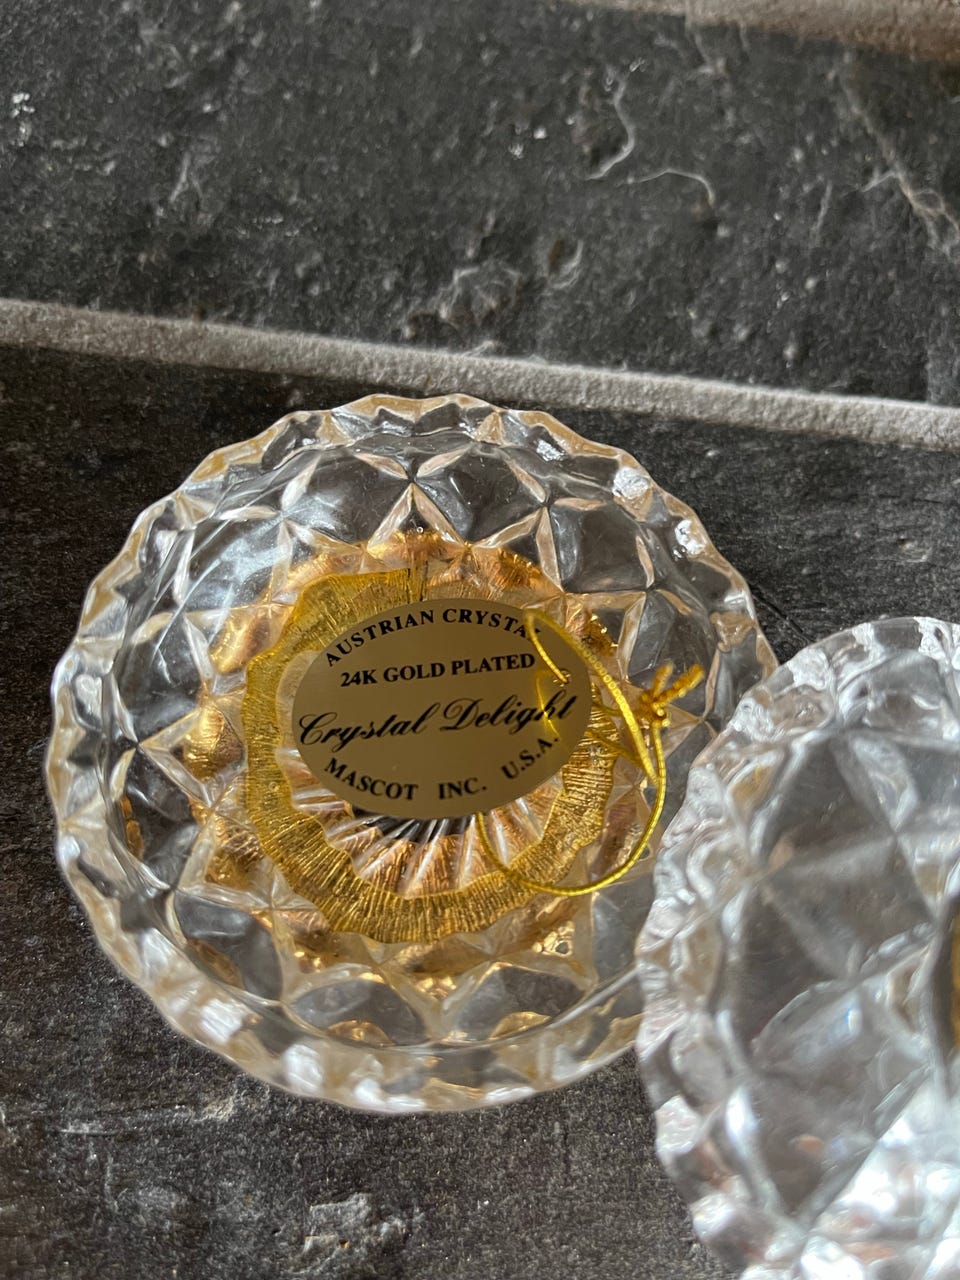 AUSTRIAN CRYSTAL
24K GOLD PLATED
Crystal Delight
MASCOT INC. U.S.A.